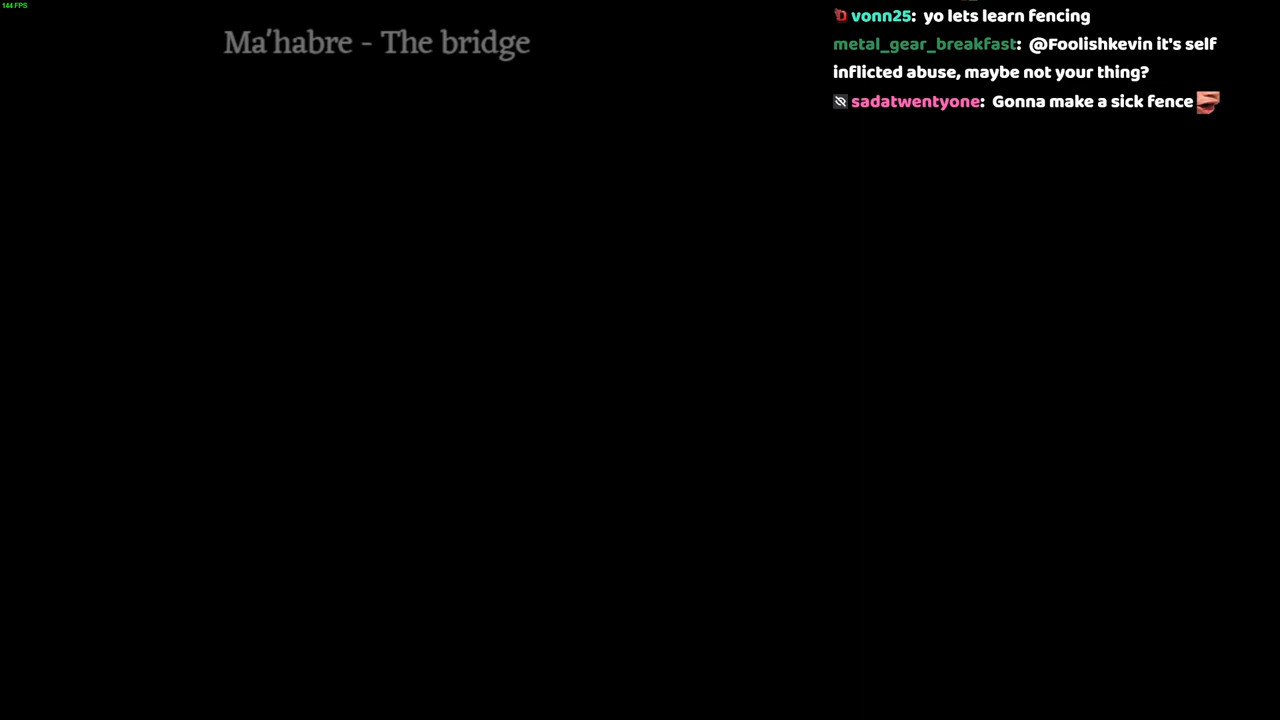 144 FPS
Ma'habre - The bridge
vonn25: yo lets learn fencing
metal_gear_breakfast: @Foolishkevin it's self
inflicted abuse, maybe not your thing?
sadatwentyone: Gonna make a sick fence